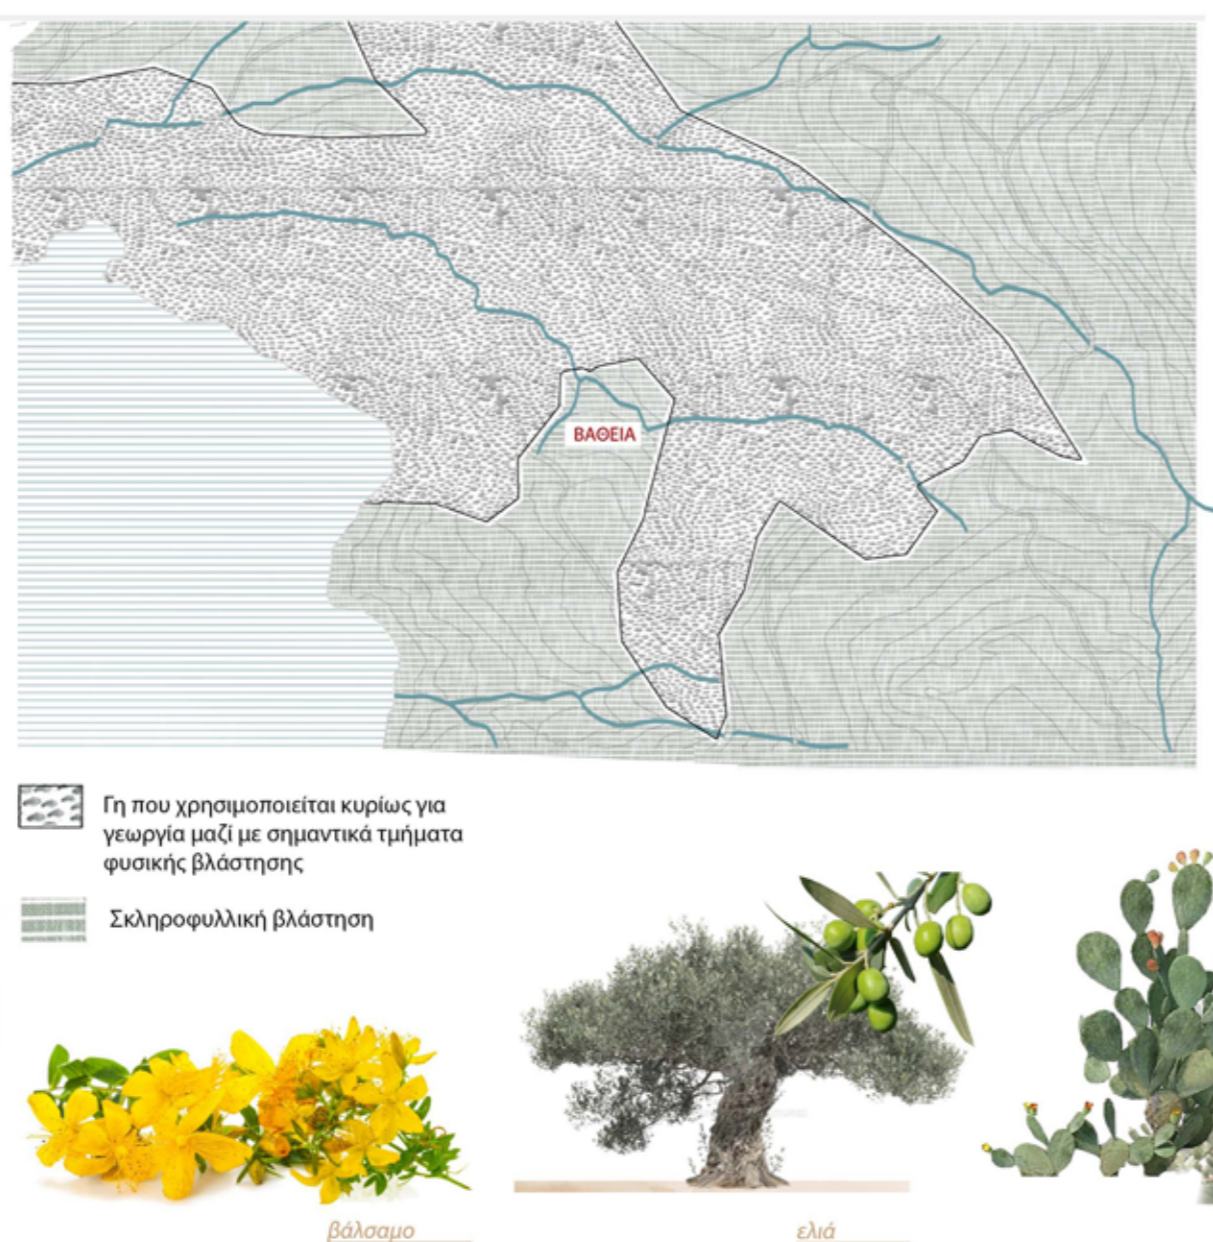 ΒΑΘΕΙΑ
Γη που χρησιμοποιείται κυρίως για
γεωργία μαζί με σημαντικά τμήματα
φυσικής βλάστησης
Σκληροφυλλική βλάστηση
βάλσαμο
ελιά